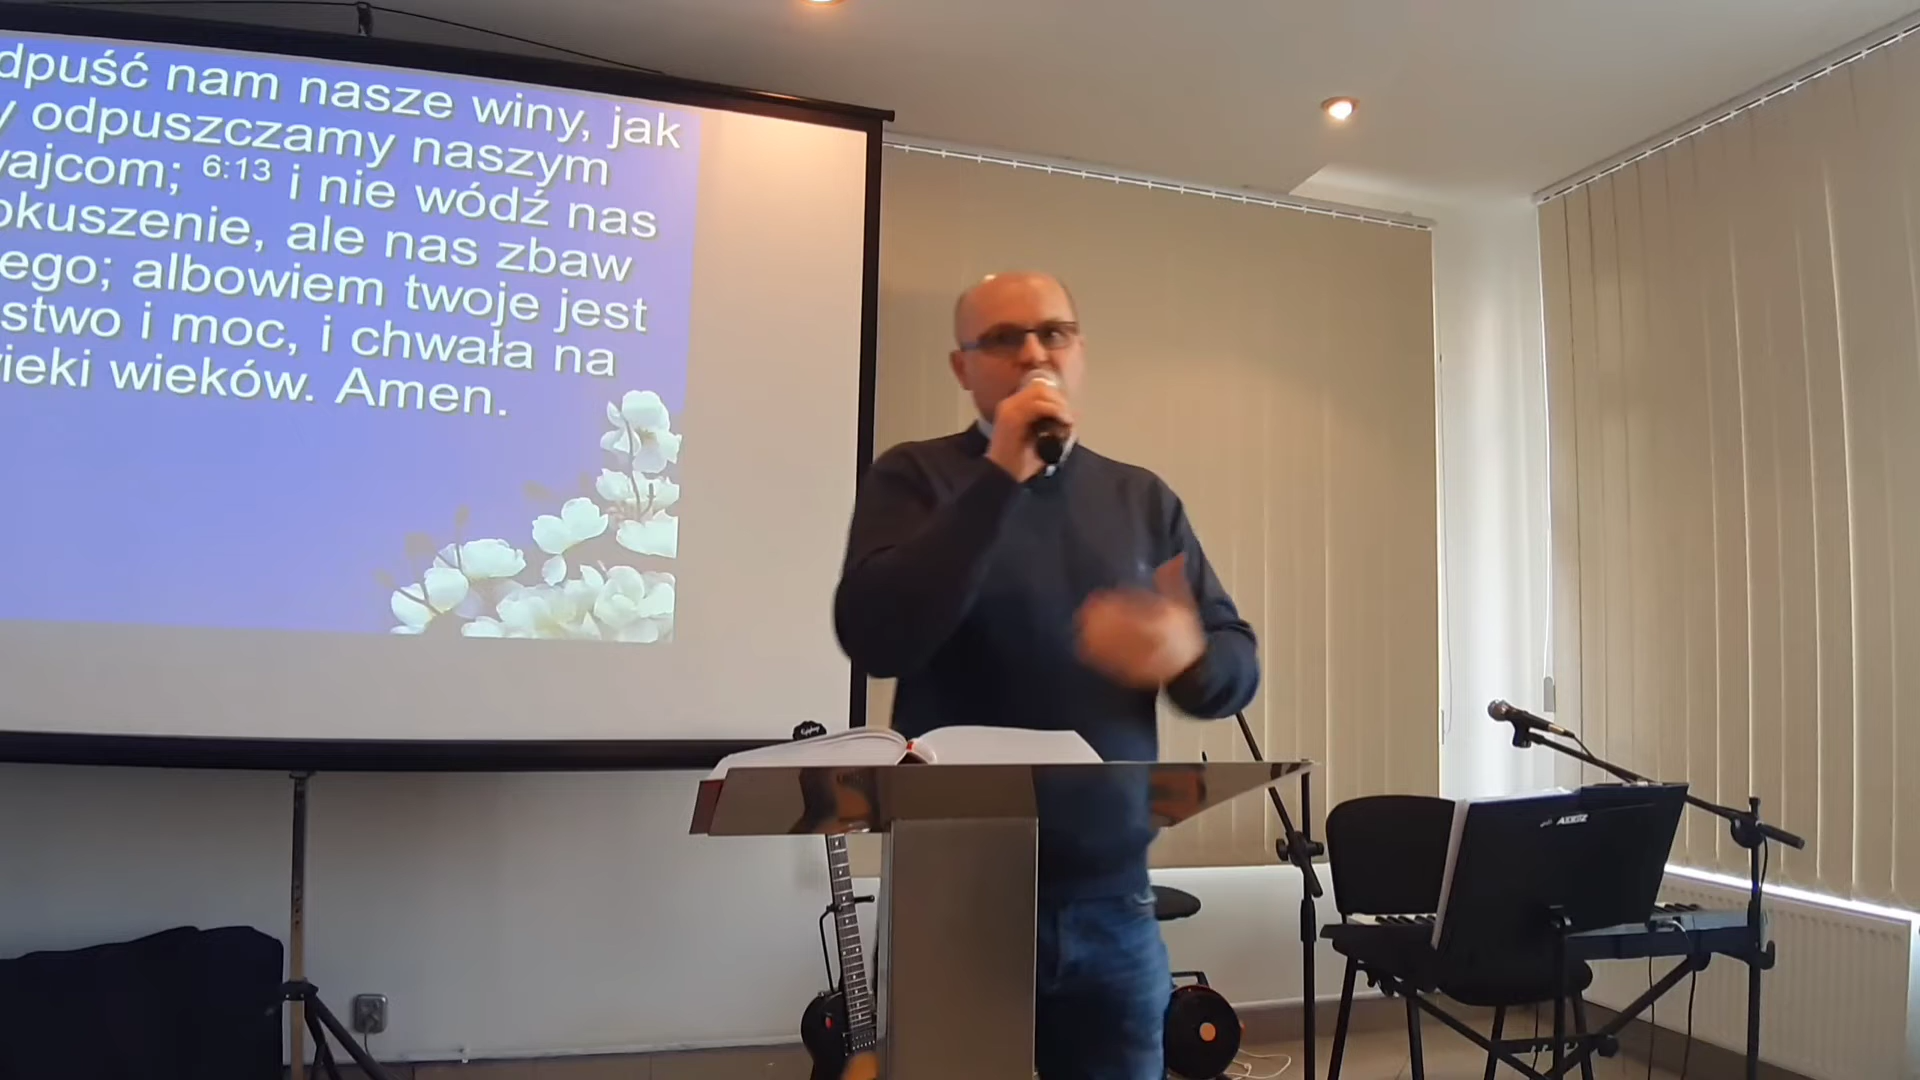 dpuść nam nasze winy, jak
y odpuszczamy naszym
wajcom; 6:13 i nie wódź nas
okuszenie, ale nas zbaw
ego; albowiem twoje jest
stwo i moc, i chwała na
wieki wieków. Amen.